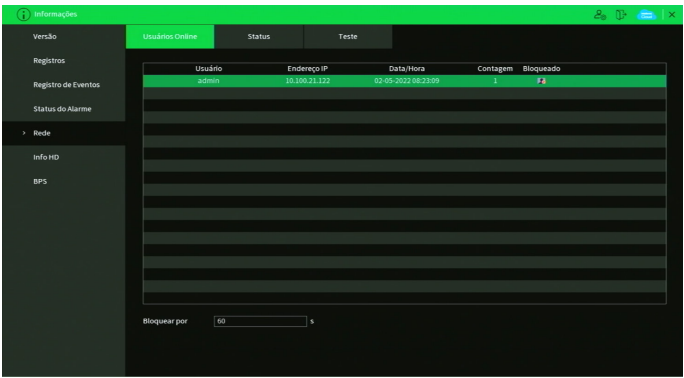 Informações
Versão
Registros
Registro de Eventos
Status do Alarme
> Rede
Info HD
BPS
Usuários Online Status Teste
Usuário Endereço IP Data/Hora Contagem Bloqueado
admin 10.100.21.122 02-05-2022 08:23:09 1
Bloquear por 60 s